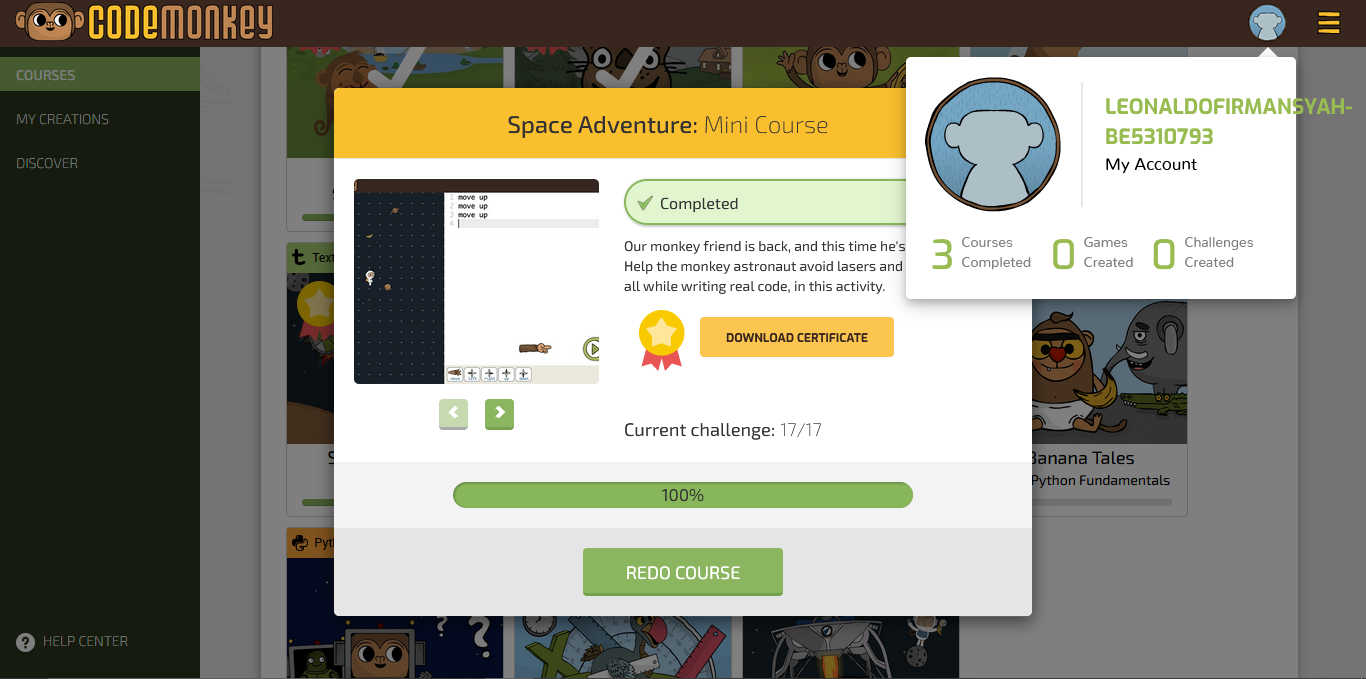 CODEMONKEY
COURSES
MY CREATIONS
DISCOVER
HELP CENTER
Space Adventure: Mini Course
1 move up
2 move up
3 move up
4
Completed
Our monkey friend is back, and this time he's
Help the monkey astronaut avoid lasers and
all while writing real code, in this activity.
DOWNLOAD CERTIFICATE
Current challenge: 17/17
100%
REDO COURSE
LEONALDOFIRMANSYAH-
BE5310793
My Account
3 Courses
Completed
0 Games
Created
0 Challenges
Created
Banana Tales
Python Fundamentals